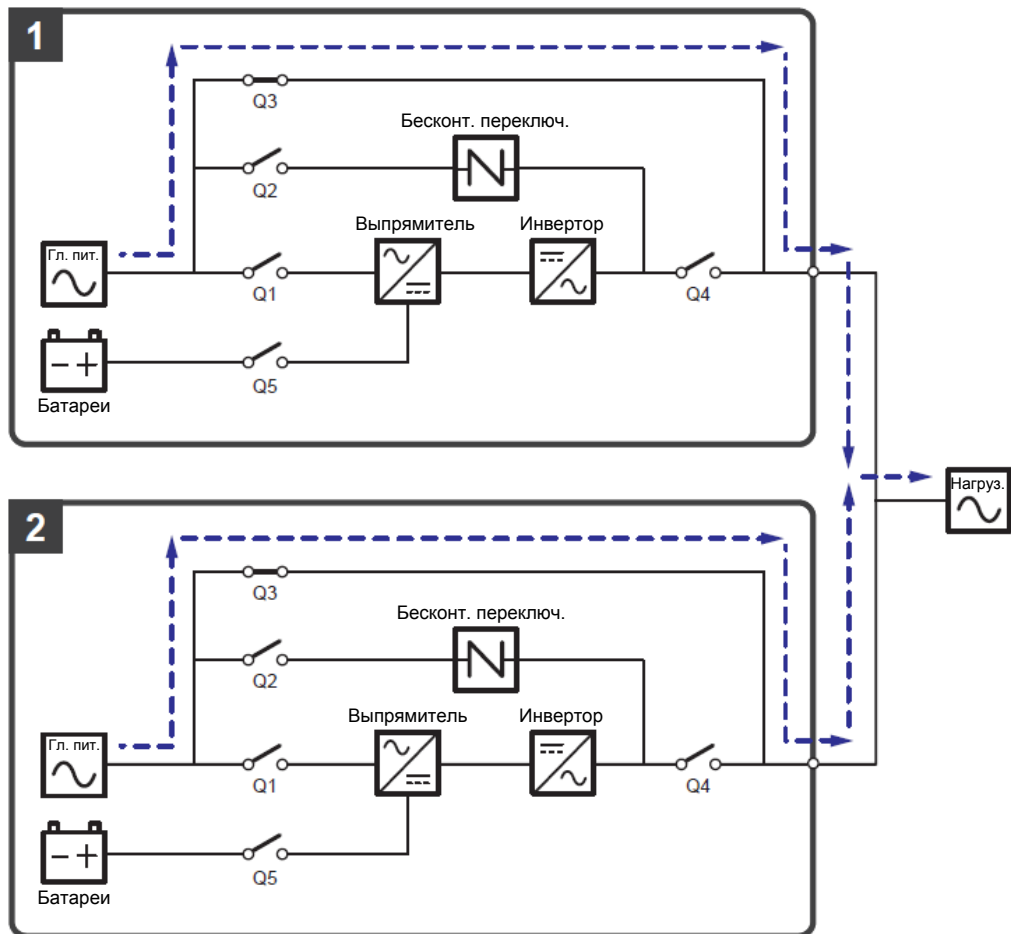 1
Q3
Бесконт. переключ.
Q2
Выпрямитель
Инвертор
Гл. пит.
Q1
Q4
Q5
Батареи
Нагруз.
2
Q3
Бесконт. переключ.
Q2
Выпрямитель
Инвертор
Гл. пит.
Q1
Q4
Q5
Батареи